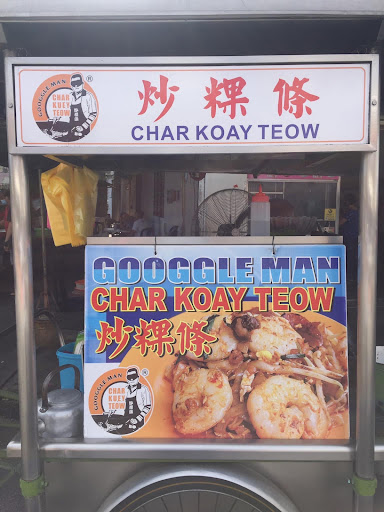 GOOGGLE MAN
CHAR
KUEY
TEOW
®
炒 粿 條
CHAR KOAY TEOW
GOOGGLE MAN
CHAR KOAY TEOW
炒粿條
GOOGGLE MAN
CHAR
KUEY
TEOW
®